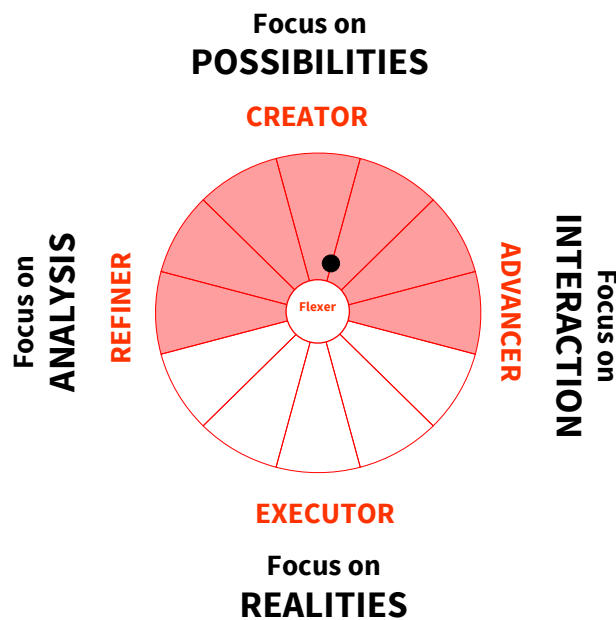 Focus on
POSSIBILITIES
CREATOR
Focus on
ANALYSIS
REFINER
Flexer
ADVANCER
INTERACTION
Focus on
EXECUTOR
Focus on
REALITIES